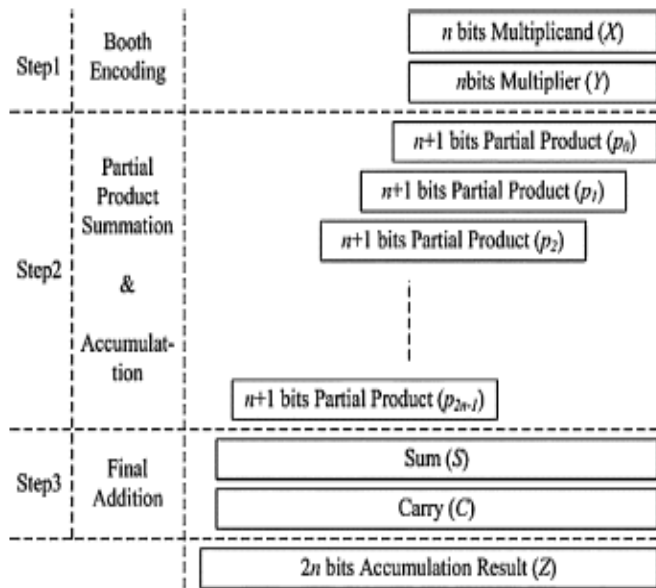 Step1
Booth
Encoding
n bits Multiplicand (X)
nbits Multiplier (Y)
Step2
Partial
Product
Summation
&
Accumulat-
tion
n+1 bits Partial Product (p0)
n+1 bits Partial Product (p1)
n+1 bits Partial Product (p2)
n+1 bits Partial Product (p2n-1)
Step3
Final
Addition
Sum (S)
Carry (C)
2n bits Accumulation Result (Z)